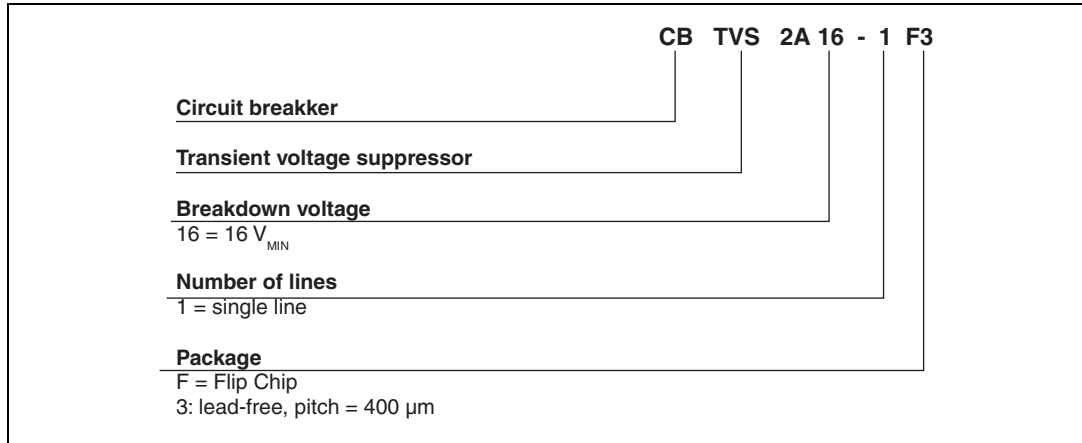 CB TVS 2A 16 - 1 F3
Circuit breakker
Transient voltage suppressor
Breakdown voltage
16 = 16 VMIN
Number of lines
1 = single line
Package
F = Flip Chip
3: lead-free, pitch = 400 µm